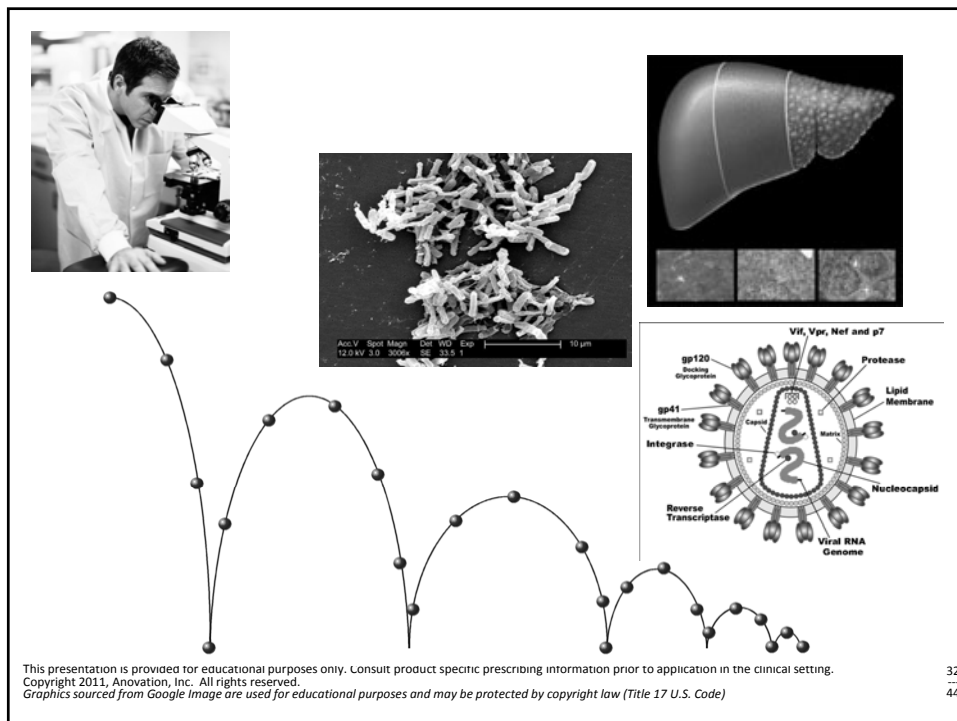 Acc.V Spot Magn Det WD Exp
12.0 kV 3.0 3006x SE 33.5 1
10 µm
Vif, Vpr, Nef and p7
gp120
Docking
Glycoprotein
Protease
Lipid
Membrane
gp41
Transmembrane
Glycoprotein
Capsid
Matrix
Integrase
Nucleocapsid
Reverse
Transcriptase
Viral RNA
Genome
This presentation is provided for educational purposes only. Consult product specific prescribing information prior to application in the clinical setting.
Copyright 2011, Anovation, Inc. All rights reserved.
Graphics sourced from Google Image are used for educational purposes and may be protected by copyright law (Title 17 U.S. Code)
32
---
44